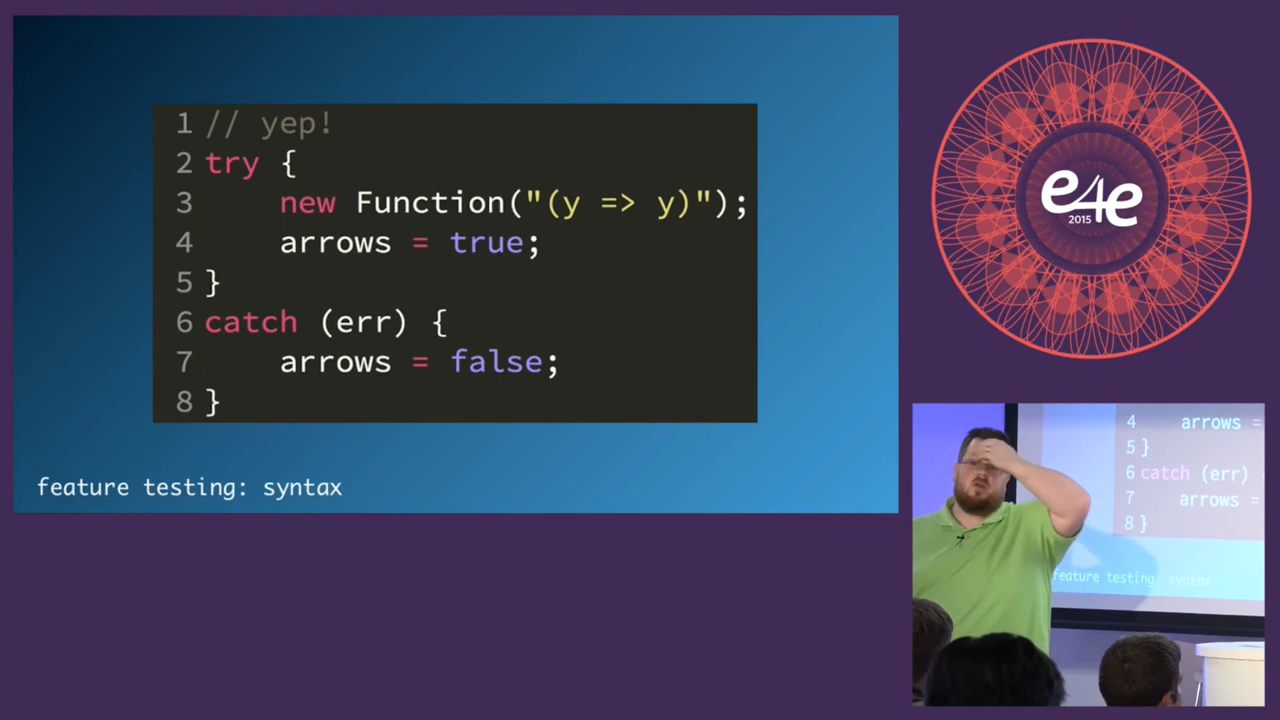 1 // yep!
2 try {
3     new Function("(y => y)");
4     arrows = true;
5 }
6 catch (err) {
7     arrows = false;
8 }
feature testing: syntax
e4e
2015
4     arrows =
5 }
6 catch (err)
7     arrows =
8 }
feature testing: syntax